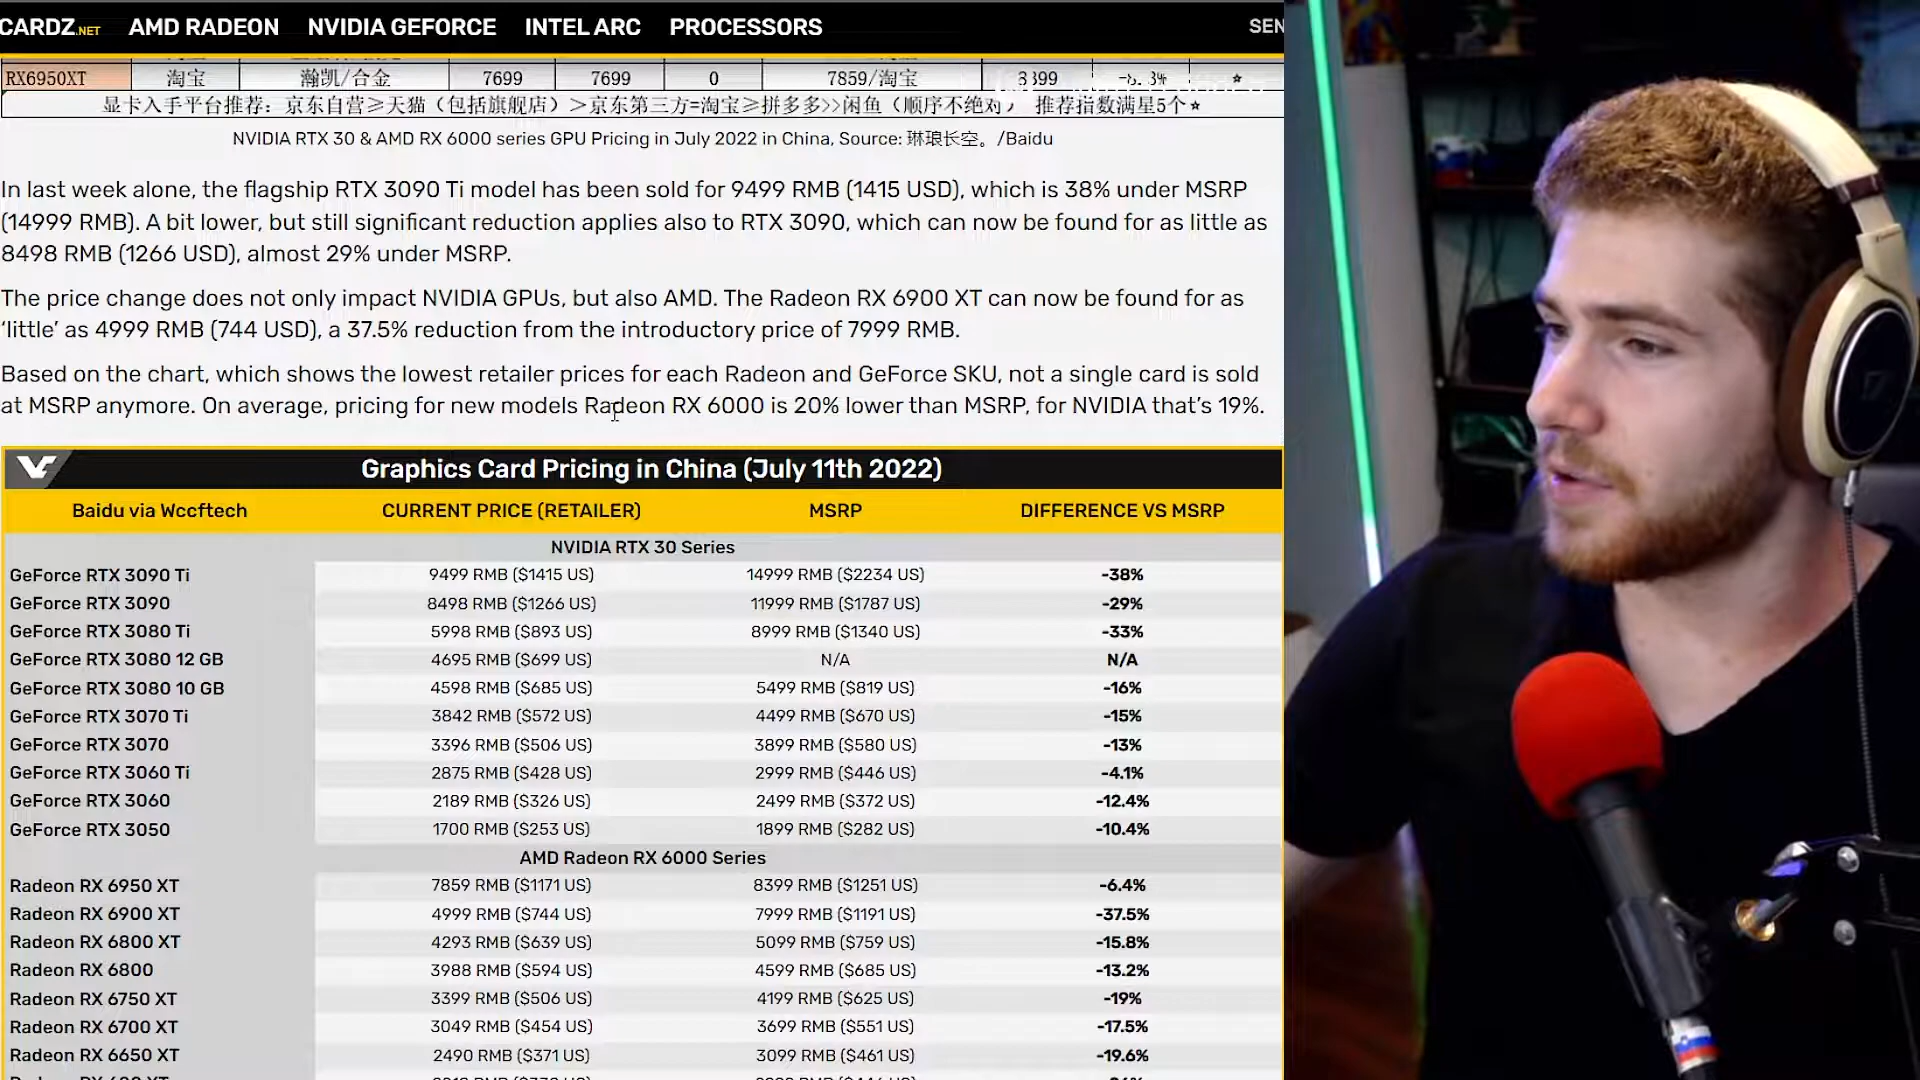 CARDZ.NET AMD RADEON NVIDIA GEFORCE INTEL ARC PROCESSORS SEN
RX6950XT 淘宝 瀚凯/合金 7699 7699 0 7859/淘宝
显卡入手平台推荐：京东自营≥天猫（包括旗舰店）＞京东第三方=淘宝≥拼多多>>闲鱼（顺序不绝对） 推荐指数满星5个★
NVIDIA RTX 30 & AMD RX 6000 series GPU Pricing in July 2022 in China, Source: 琳琅长空。/Baidu
In last week alone, the flagship RTX 3090 Ti model has been sold for 9499 RMB (1415 USD), which is 38% under MSRP
(14999 RMB). A bit lower, but still significant reduction applies also to RTX 3090, which can now be found for as little as
8498 RMB (1266 USD), almost 29% under MSRP.
The price change does not only impact NVIDIA GPUs, but also AMD. The Radeon RX 6900 XT can now be found for as
‘little’ as 4999 RMB (744 USD), a 37.5% reduction from the introductory price of 7999 RMB.
Based on the chart, which shows the lowest retailer prices for each Radeon and GeForce SKU, not a single card is sold
at MSRP anymore. On average, pricing for new models Radeon RX 6000 is 20% lower than MSRP, for NVIDIA that’s 19%.
Graphics Card Pricing in China (July 11th 2022)
Baidu via Wccftech CURRENT PRICE (RETAILER) MSRP DIFFERENCE VS MSRP
NVIDIA RTX 30 Series
GeForce RTX 3090 Ti 9499 RMB ($1415 US) 14999 RMB ($2234 US) -38%
GeForce RTX 3090 8498 RMB ($1266 US) 11999 RMB ($1787 US) -29%
GeForce RTX 3080 Ti 5998 RMB ($893 US) 8999 RMB ($1340 US) -33%
GeForce RTX 3080 12 GB 4695 RMB ($699 US) N/A N/A
GeForce RTX 3080 10 GB 4598 RMB ($685 US) 5499 RMB ($819 US) -16%
GeForce RTX 3070 Ti 3842 RMB ($572 US) 4499 RMB ($670 US) -15%
GeForce RTX 3070 3396 RMB ($506 US) 3899 RMB ($580 US) -13%
GeForce RTX 3060 Ti 2875 RMB ($428 US) 2999 RMB ($446 US) -4.1%
GeForce RTX 3060 2189 RMB ($326 US) 2499 RMB ($372 US) -12.4%
GeForce RTX 3050 1700 RMB ($253 US) 1899 RMB ($282 US) -10.4%
AMD Radeon RX 6000 Series
Radeon RX 6950 XT 7859 RMB ($1171 US) 8399 RMB ($1251 US) -6.4%
Radeon RX 6900 XT 4999 RMB ($744 US) 7999 RMB ($1191 US) -37.5%
Radeon RX 6800 XT 4293 RMB ($639 US) 5099 RMB ($759 US) -15.8%
Radeon RX 6800 3988 RMB ($594 US) 4599 RMB ($685 US) -13.2%
Radeon RX 6750 XT 3399 RMB ($506 US) 4199 RMB ($625 US) -19%
Radeon RX 6700 XT 3049 RMB ($454 US) 3699 RMB ($551 US) -17.5%
Radeon RX 6650 XT 2490 RMB ($371 US) 3099 RMB ($461 US) -19.6%